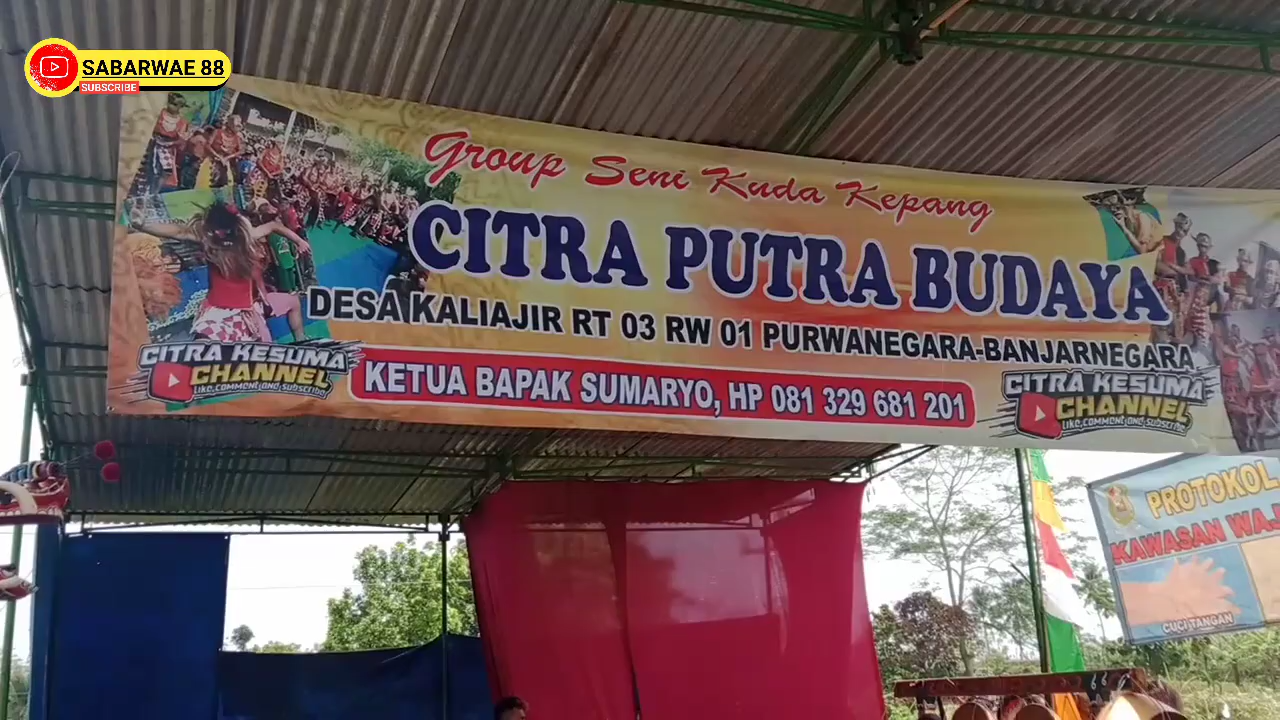 SABARWAE 88
SUBSCRIBE
Group Seni Kuda Kepang
CITRA PUTRA BUDAYA
DESA KALIAJIR RT 03 RW 01 PURWANEGARA-BANJARNEGARA
KETUA BAPAK SUMARYO, HP 081 329 681 201
CITRA KESUMA
CHANNEL
Like,comment and subscribe
CITRA KESUMA
CHANNEL
Like,comment and subscribe
PROTOKOL
KAWASAN WAJ
CUCI TANGAN